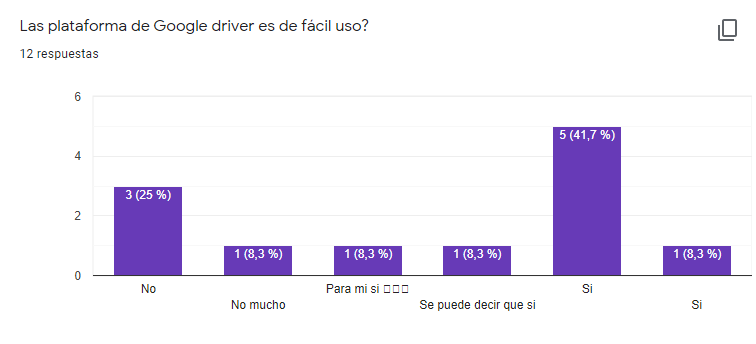 Las plataforma de Google driver es de fácil uso?
12 respuestas
6
4
2
0
3 (25 %)
1 (8,3 %)
1 (8,3 %)
1 (8,3 %)
5 (41,7 %)
1 (8,3 %)
No
No mucho
Para mi si □□□
Se puede decir que si
Si
Si